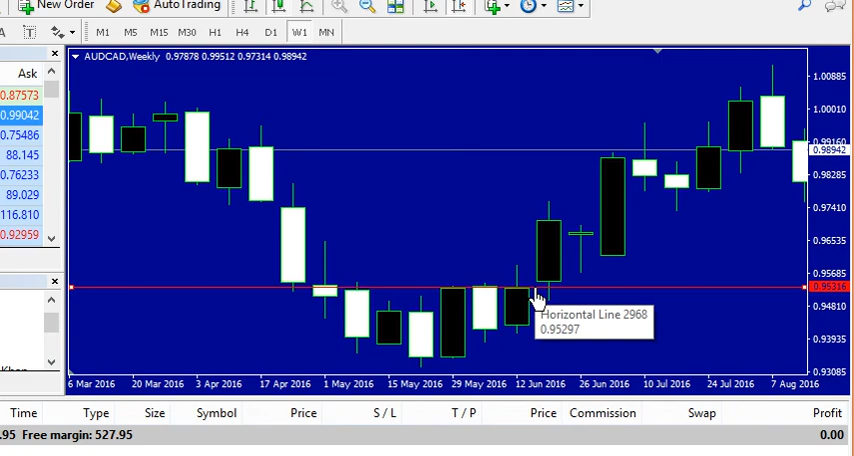 New Order AutoTrading
A T M1 M5 M15 M30 H1 H4 D1 W1 MN
AUDCAD,Weekly 0.97878 0.99512 0.97314 0.98942
Ask
0.87573
0.99042
0.75486
88.145
0.76233
89.029
116.810
0.92959
1.00885
1.00010
0.99160
0.98942
0.98285
0.97410
0.96535
0.95685
0.95316
0.94810
0.93935
0.93085
Horizontal Line 2968
0.95297
6 Mar 2016 20 Mar 2016 3 Apr 2016 17 Apr 2016 1 May 2016 15 May 2016 29 May 2016 12 Jun 2016 26 Jun 2016 10 Jul 2016 24 Jul 2016 7 Aug 2016
Time Type Size Symbol Price S / L T / P Price Commission Swap Profit
.95 Free margin: 527.95 0.00